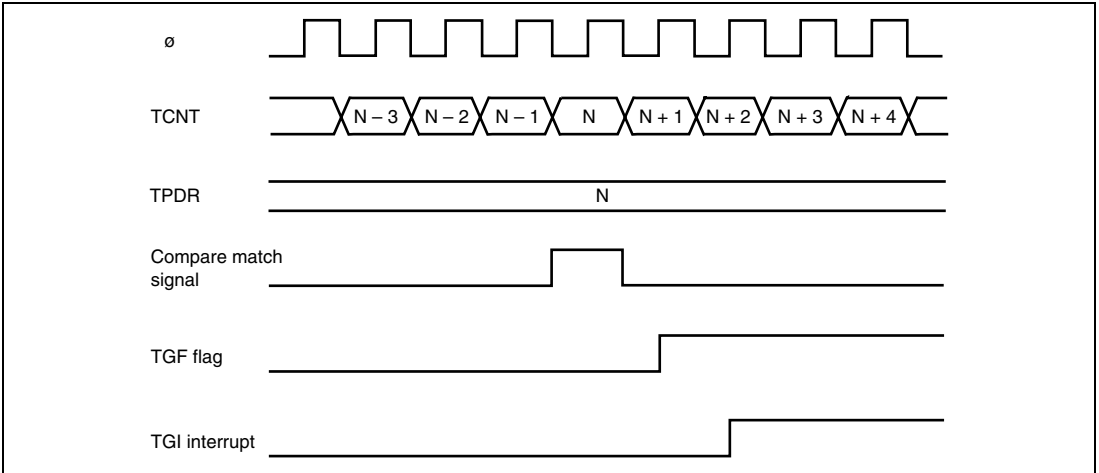 ø
TCNT
N – 3 N – 2 N – 1 N N + 1 N + 2 N + 3 N + 4
TPDR
N
Compare match
signal
TGF flag
TGI interrupt